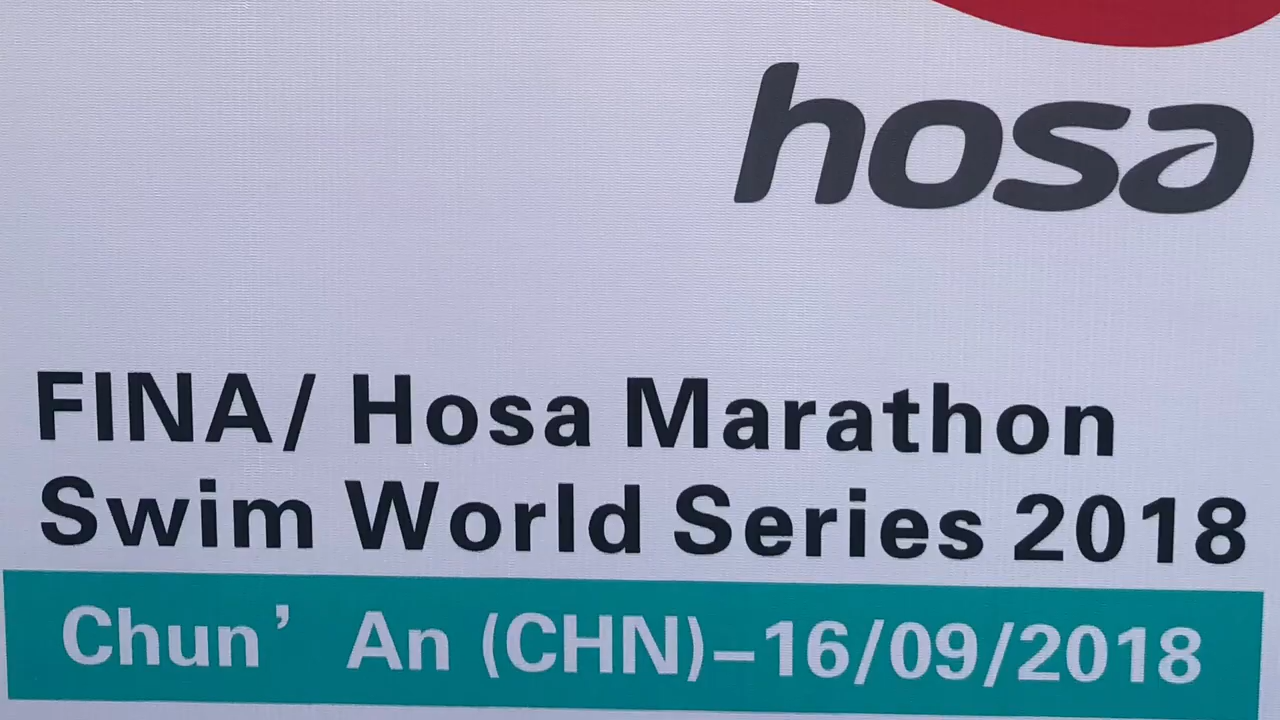 hosa
FINA/ Hosa Marathon
Swim World Series 2018
Chun' An (CHN)-16/09/2018